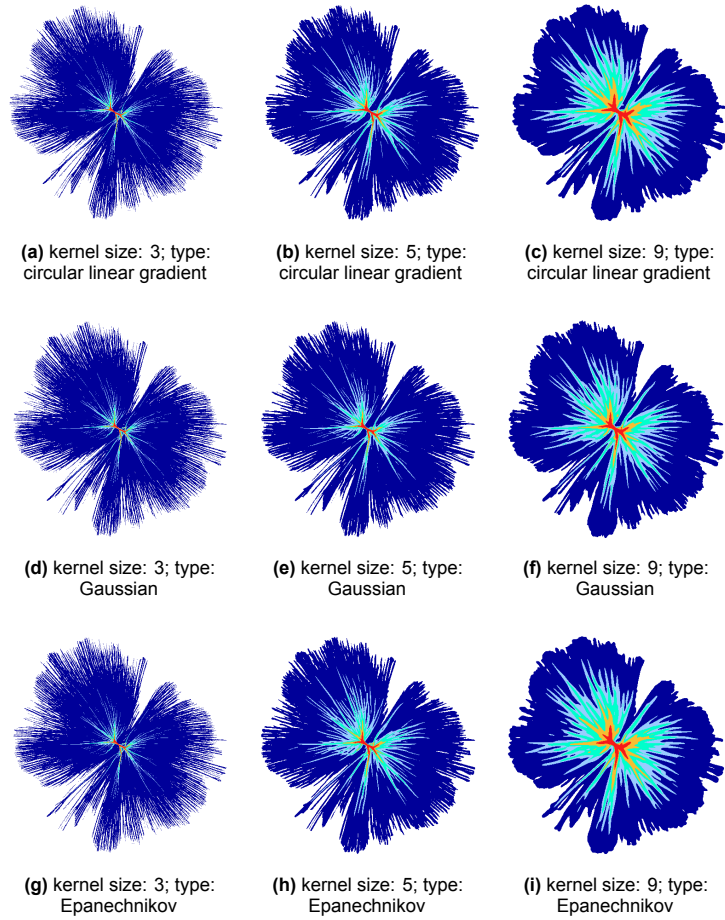 (a) kernel size: 3; type:
circular linear gradient
(b) kernel size: 5; type:
circular linear gradient
(c) kernel size: 9; type:
circular linear gradient
(d) kernel size: 3; type:
Gaussian
(e) kernel size: 5; type:
Gaussian
(f) kernel size: 9; type:
Gaussian
(g) kernel size: 3; type:
Epanechnikov
(h) kernel size: 5; type:
Epanechnikov
(i) kernel size: 9; type:
Epanechnikov